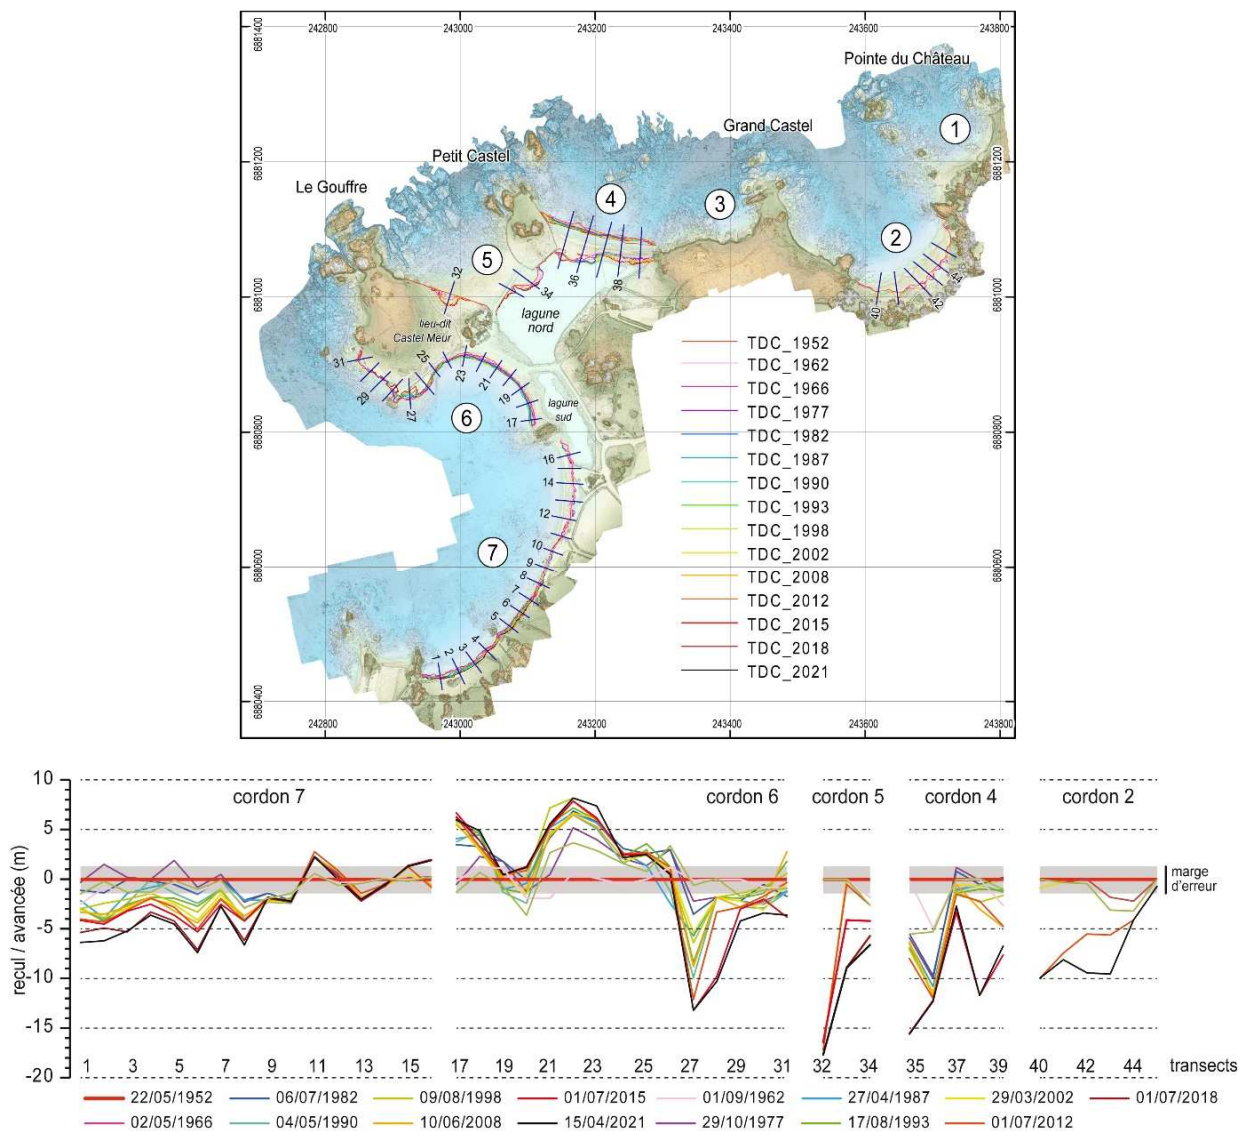 242800 243000 243200 243400 243600 243800
6881400 6881400
Pointe du Château
1
Grand Castel
6881200 6881200
Petit Castel
Le Gouffre
4
3
2
5
32
36
38
34
44
42
40
6881000 6881000
lagune
nord
lieu-dit
Castel Meur
31
29
27
25
23
21
19
17
lagune
sud
6
6880800 6880800
16
14
12
10
9
8
7
6
5
4
3
2
1
7
6880600 6880600
6880400 6880400
242800 243000 243200 243400 243600 243800
TDC_1952
TDC_1962
TDC_1966
TDC_1977
TDC_1982
TDC_1987
TDC_1990
TDC_1993
TDC_1998
TDC_2002
TDC_2008
TDC_2012
TDC_2015
TDC_2018
TDC_2021
recul / avancée (m)
10
5
0
-5
-10
-15
-20
cordon 7 cordon 6 cordon 5 cordon 4 cordon 2
marge
d'erreur
1 3 5 7 9 11 13 15 17 19 21 23 25 27 29 31 32 34 35 37 39 40 42 44 transects
22/05/1952 06/07/1982 09/08/1998 01/07/2015 01/09/1962 27/04/1987 29/03/2002 01/07/2018
02/05/1966 04/05/1990 10/06/2008 15/04/2021 29/10/1977 17/08/1993 01/07/2012